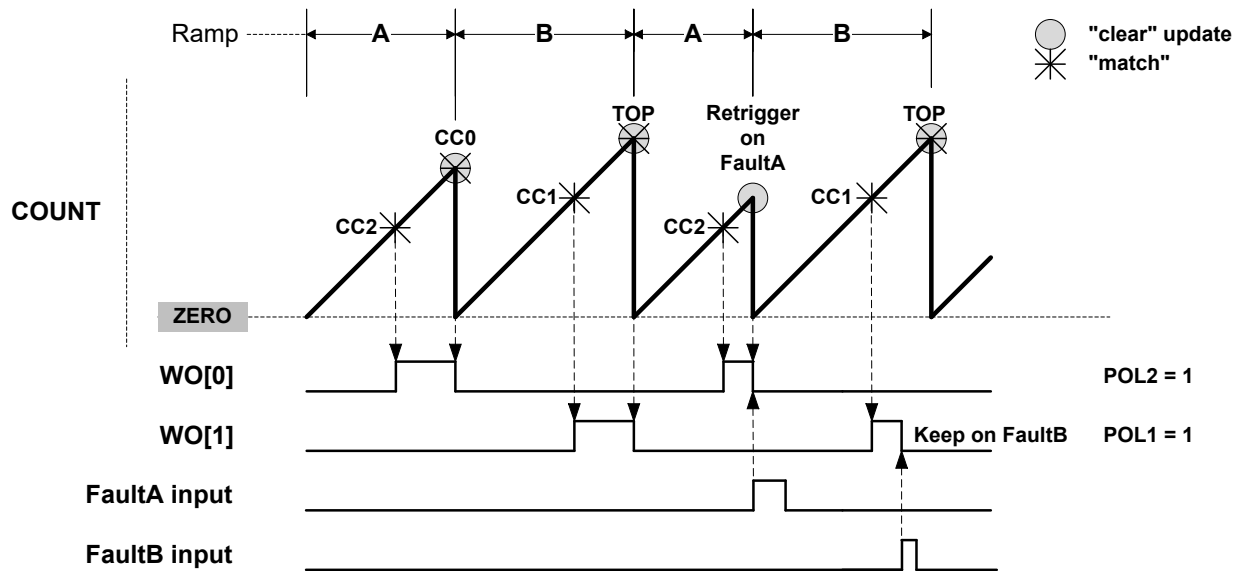 Ramp
A
B
A
B
"clear" update
"match"
COUNT
CC0
TOP
Retrigger
on
FaultA
TOP
CC2
CC1
CC2
CC1
ZERO
WO[0]
POL2 = 1
WO[1]
Keep on FaultB
POL1 = 1
FaultA input
FaultB input